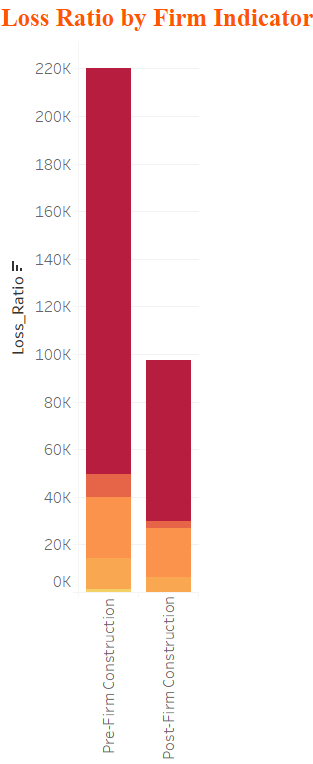 Loss Ratio by Firm Indicator
220K
200K
180K
160K
140K
120K
100K
80K
60K
40K
20K
0K
Loss_Ratio
Pre-Firm Construction
Post-Firm Construction